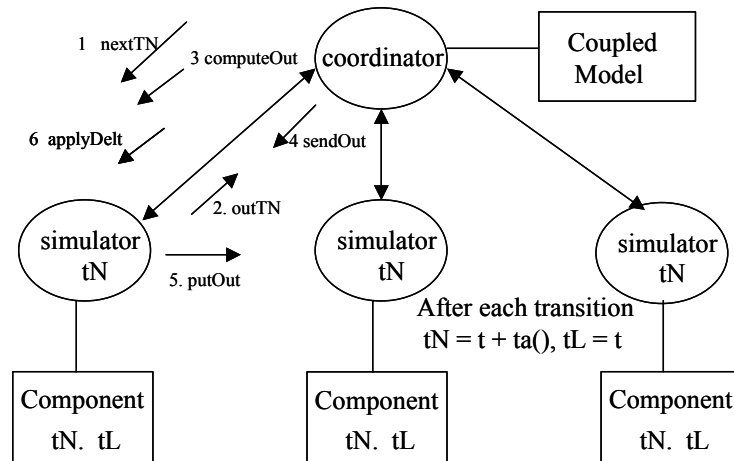 1 nextTN
3 computeOut
coordinator
Coupled
Model
6 applyDelt
4 sendOut
2. outTN
simulator
tN
5. putOut
simulator
tN
simulator
tN
After each transition
tN = t + ta(), tL = t
Component
tN. tL
Component
tN. tL
Component
tN. tL